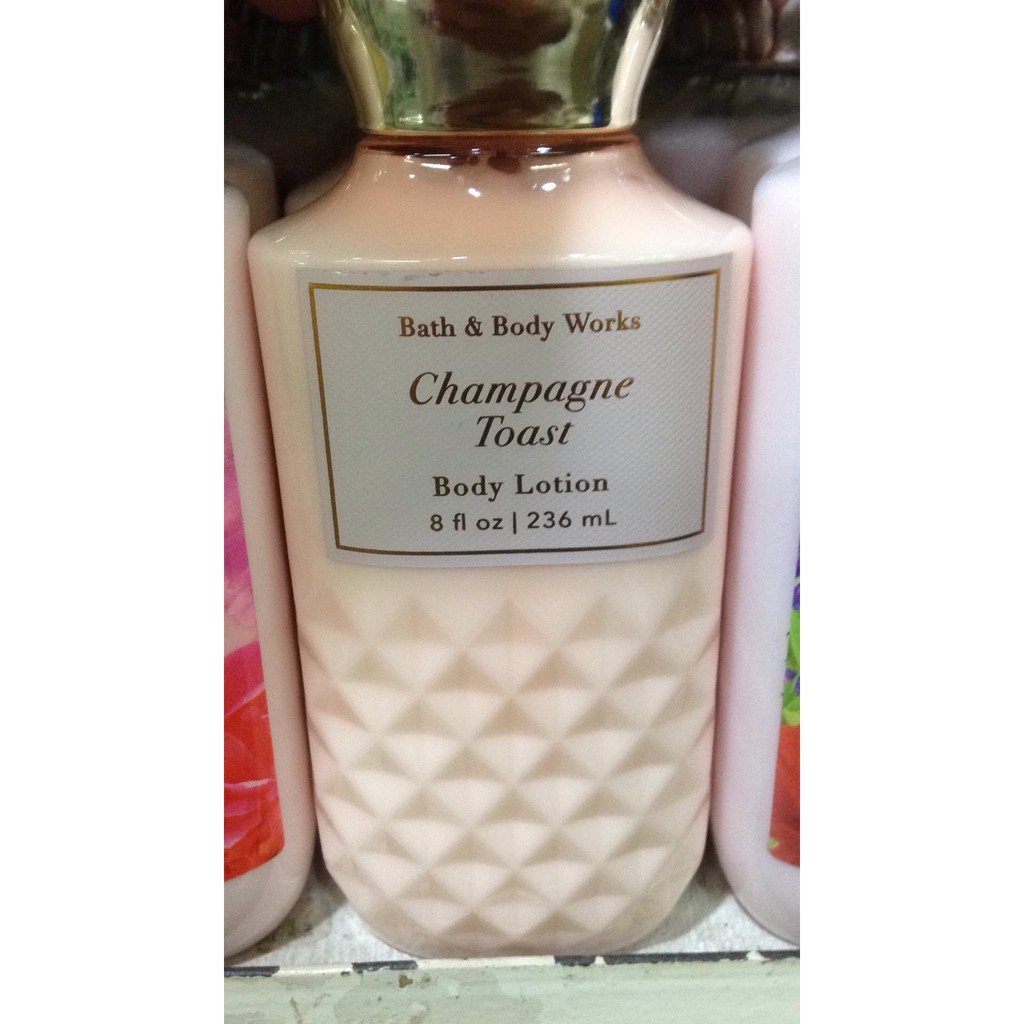 Bath & Body Works
Champagne
Toast
Body Lotion
8 fl oz | 236 mL